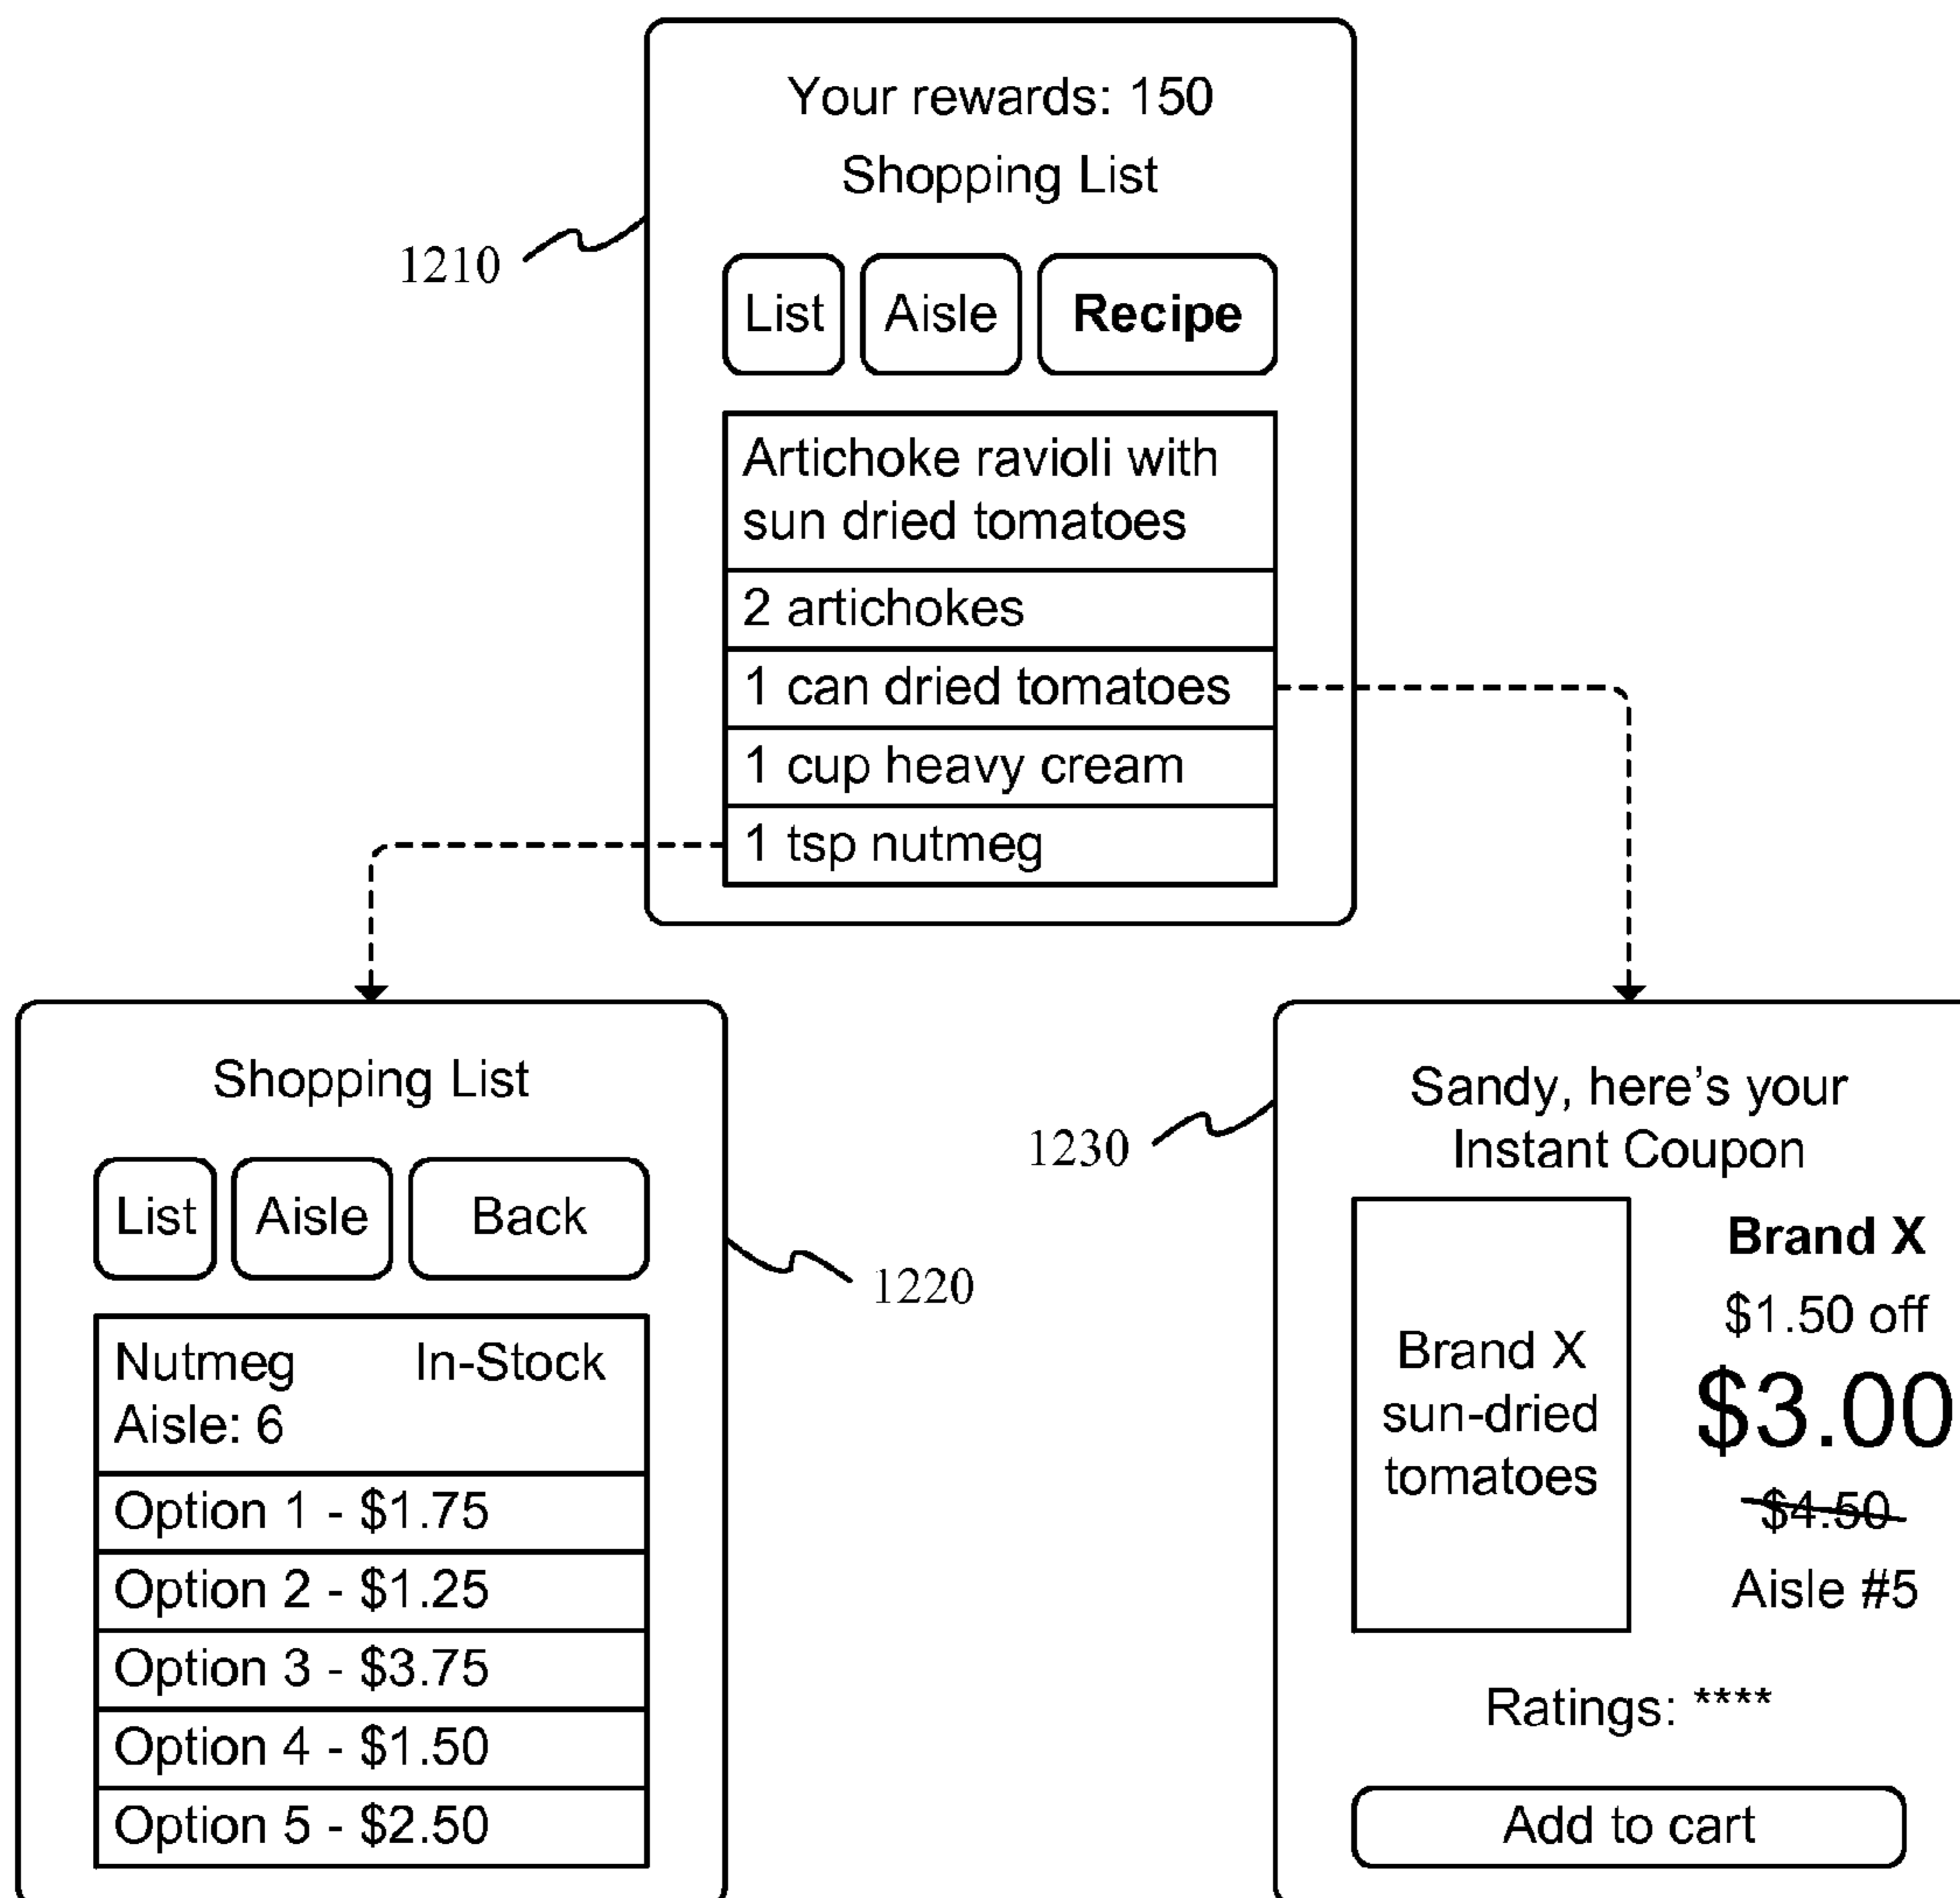 Your rewards: 150
Shopping List
1210
List
Aisle
Recipe
Artichoke ravioli with
sun dried tomatoes
2 artichokes
1 can dried tomatoes
1 cup heavy cream
1 tsp nutmeg
Shopping List
List
Aisle
Back
1220
Nutmeg In-Stock
Aisle: 6
Option 1 - $1.75
Option 2 - $1.25
Option 3 - $3.75
Option 4 - $1.50
Option 5 - $2.50
1230
Sandy, here's your
Instant Coupon
Brand X
sun-dried
tomatoes
Brand X
$1.50 off
$3.00
$4.50
Aisle #5
Ratings: ****
Add to cart